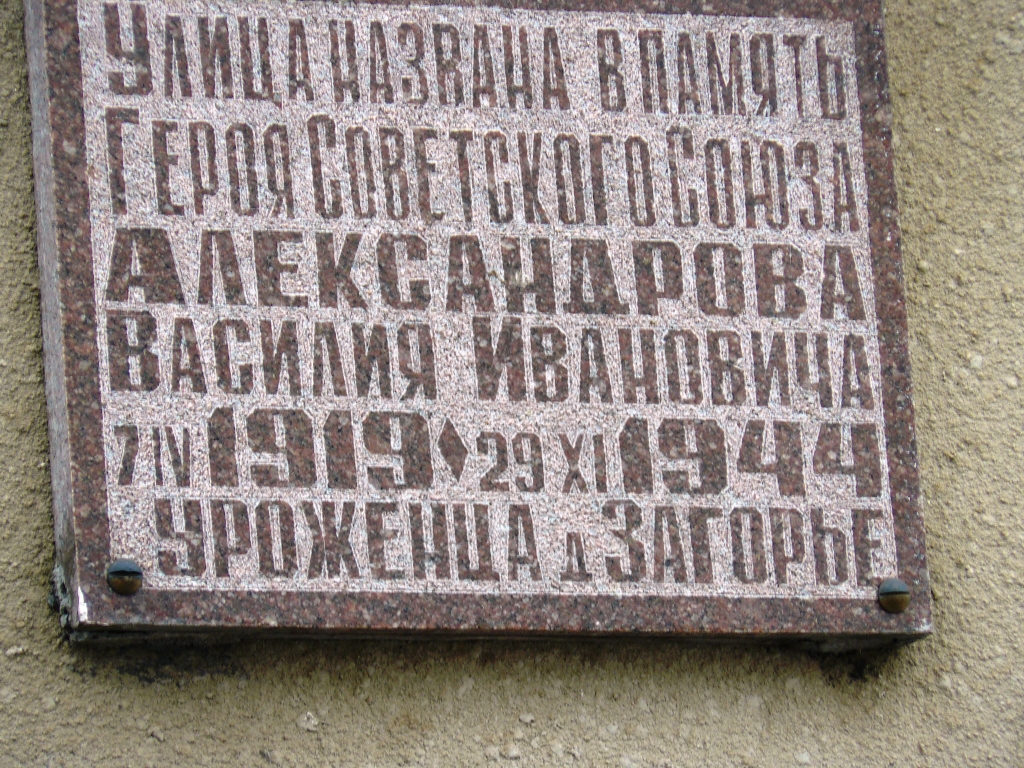 Улица названа в память
Героя Советского Союза
АЛЕКСАНДРОВА
Василия Ивановича
7 IV 1919 ♦ 29 XI 1944
УРОЖЕНЦА д ЗАГОРЬЕ